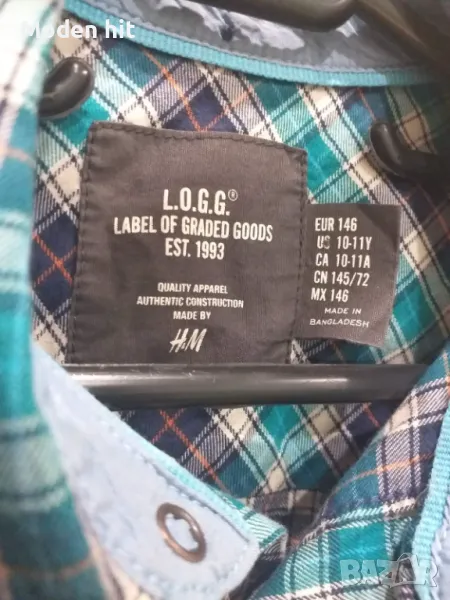 Moden hit
L.O.G.G.®
LABEL OF GRADED GOODS
EST. 1993
QUALITY APPAREL
AUTHENTIC CONSTRUCTION
MADE BY
H&M
EUR 146
US 10-11Y
CA 10-11A
CN 145/72
MX 146
MADE IN
BANGLADESH
BAZAR